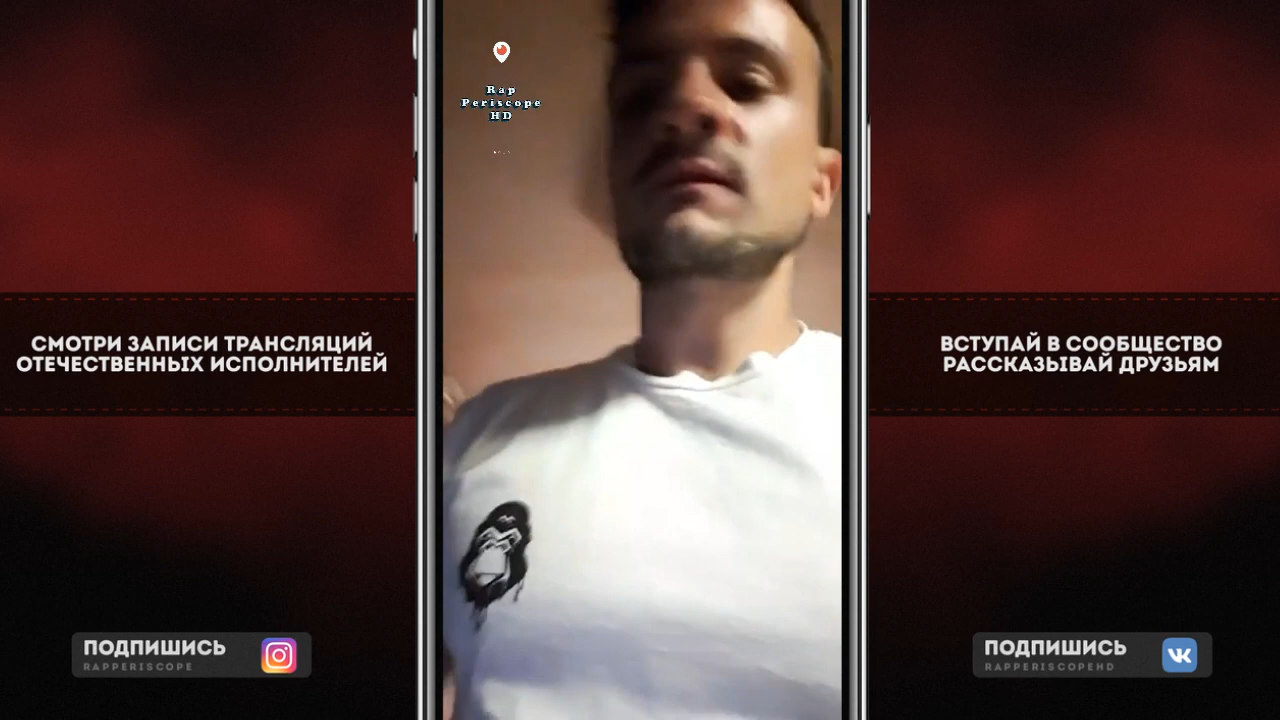 Rap
Periscope
HD
СМОТРИ ЗАПИСИ ТРАНСЛЯЦИЙ
ОТЕЧЕСТВЕННЫХ ИСПОЛНИТЕЛЕЙ
ВСТУПАЙ В СООБЩЕСТВО
РАССКАЗЫВАЙ ДРУЗЬЯМ
ПОДПИШИСЬ
RAPPERISCOPE
ПОДПИШИСЬ
RAPPERISCOPEHD